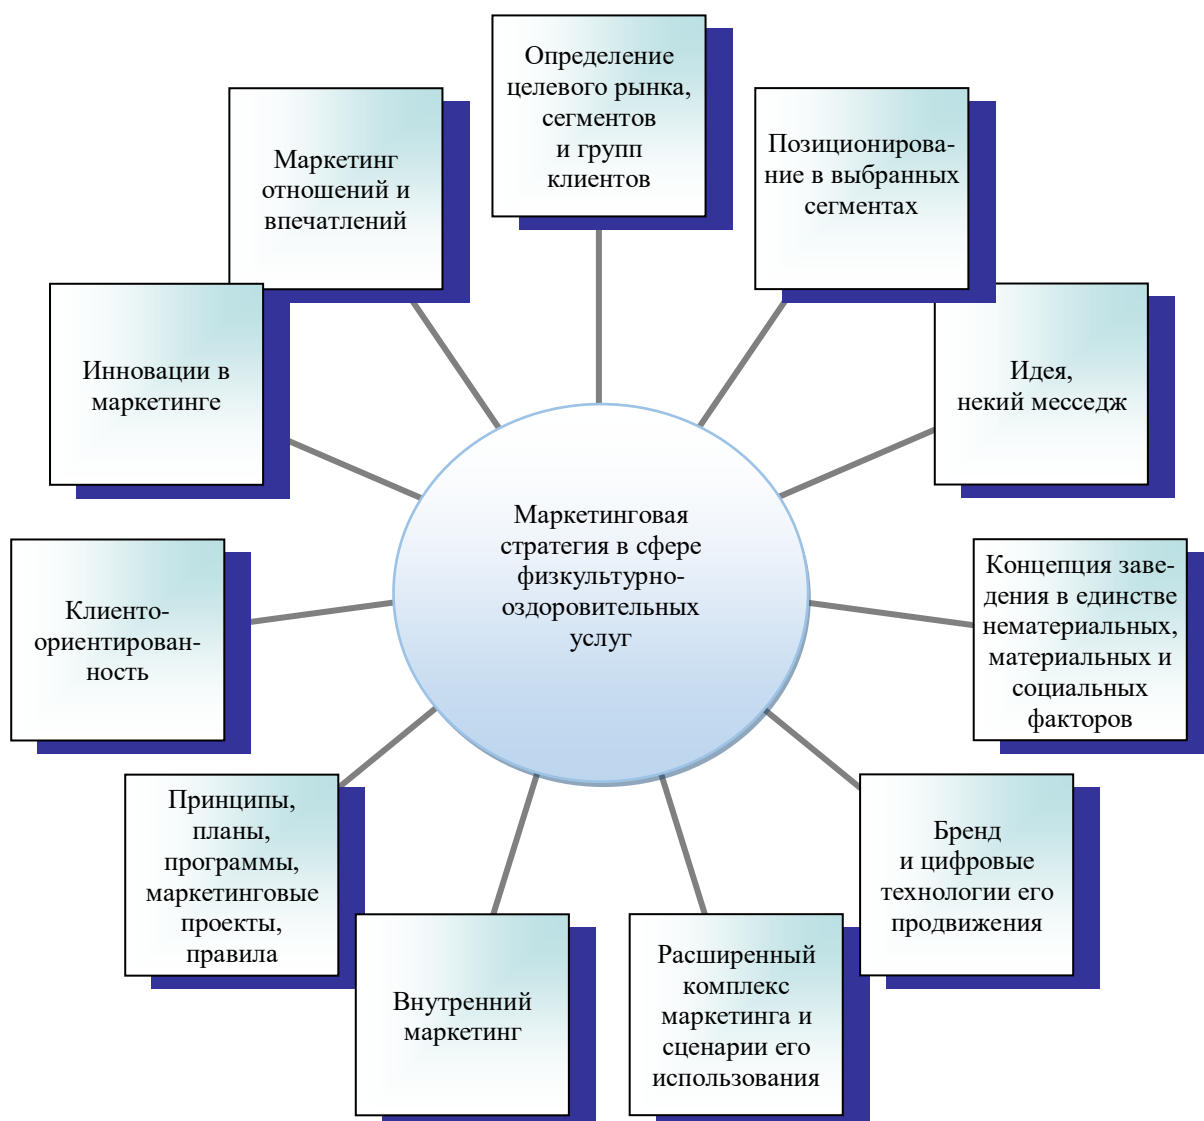 Определение
целевого рынка,
сегментов
и групп
клиентов
Позиционирова-
ние в выбранных
сегментах
Идея,
некий месседж
Концепция заве-
дения в единстве
нематериальных,
материальных и
социальных
факторов
Бренд
и цифровые
технологии его
продвижения
Расширенный
комплекс
маркетинга и
сценарии его
использования
Внутренний
маркетинг
Принципы,
планы,
программы,
маркетинговые
проекты,
правила
Клиенто-
ориентирован-
ность
Инновации в
маркетинге
Маркетинг
отношений и
впечатлений
Маркетинговая
стратегия в сфере
физкультурно-
оздоровительных
услуг